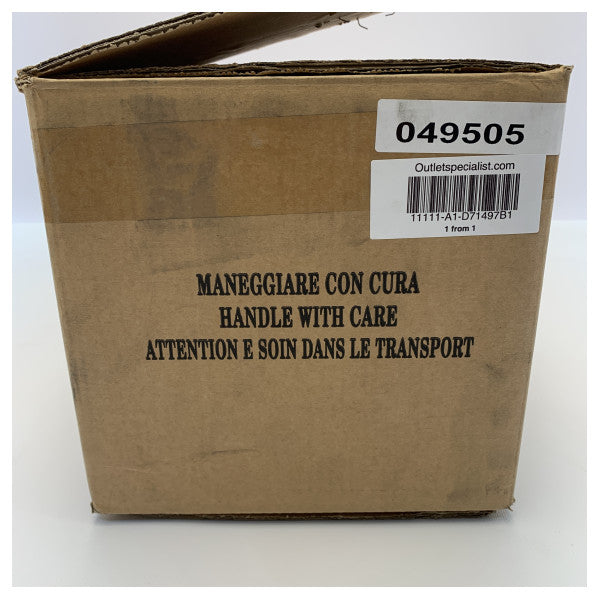 049505
Outletspecialist.com
11111-A1-D71497B1
1 from 1
MANEGGIARE CON CURA
HANDLE WITH CARE
ATTENTION E SOIN DANS LE TRANSPORT